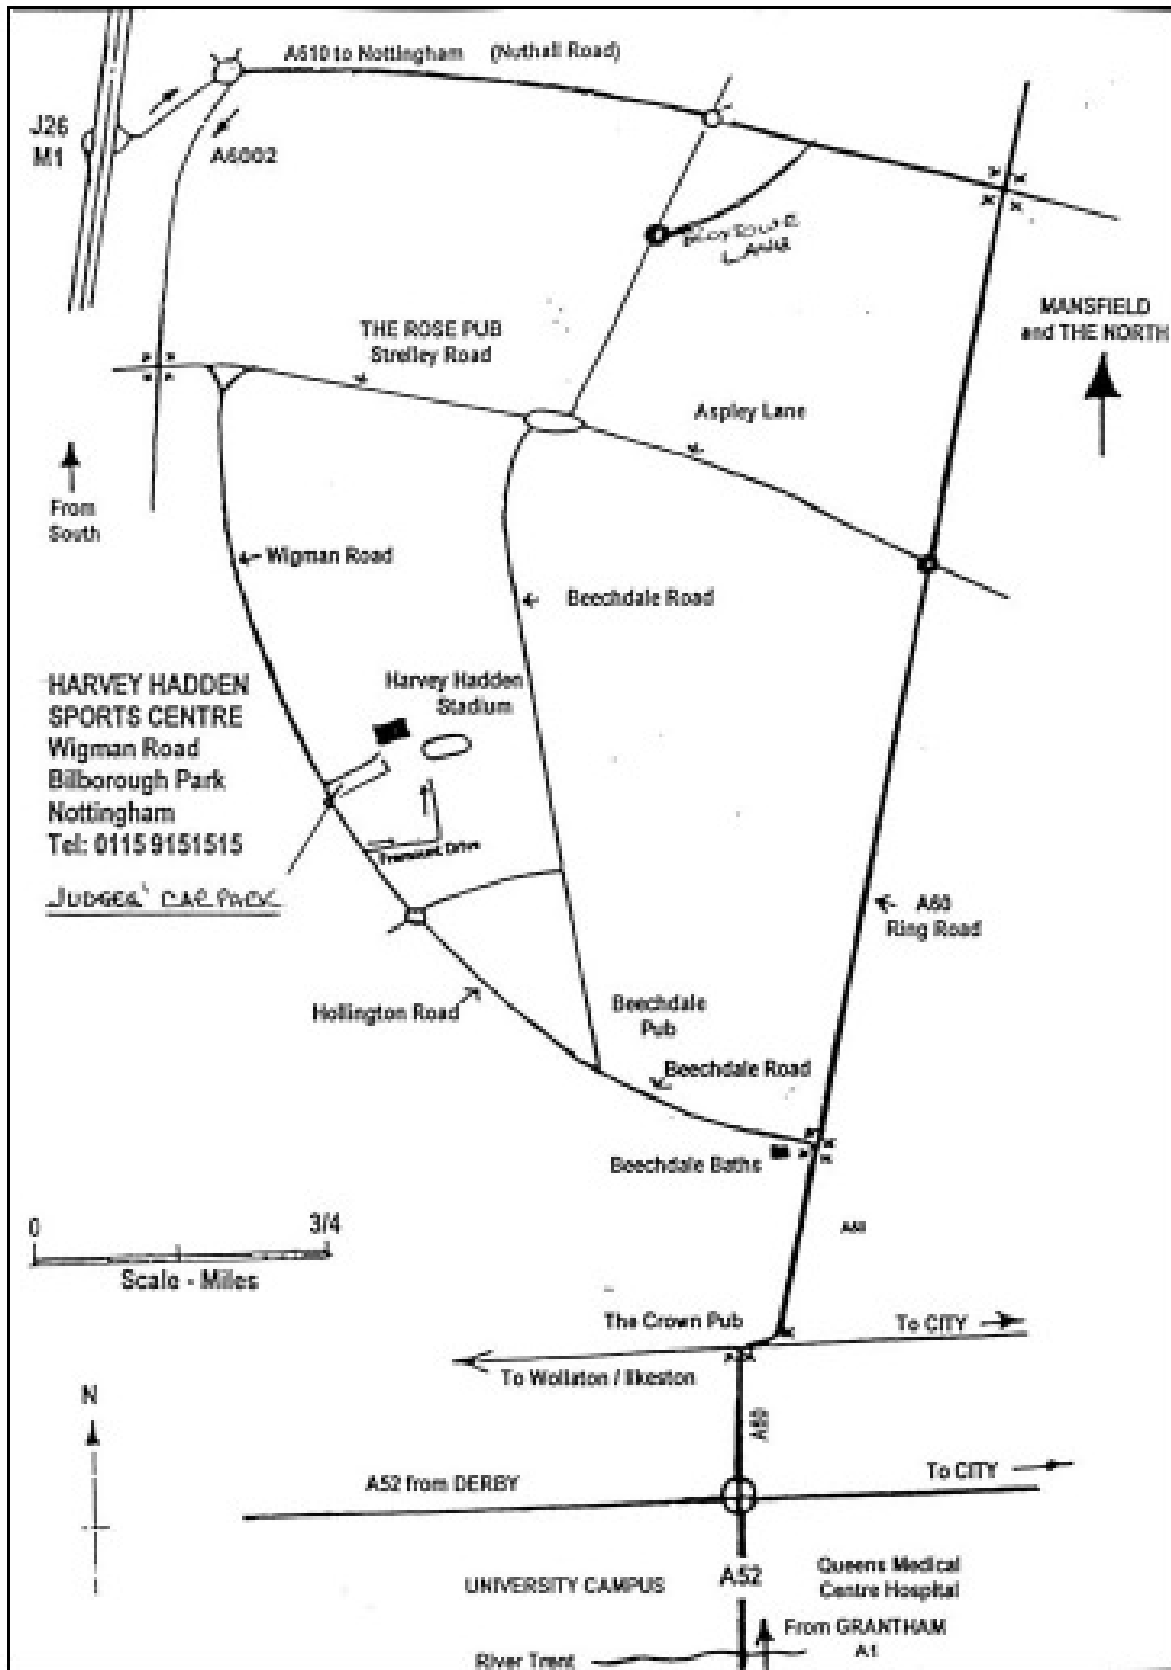 A610 to Nottingham (Nuthall Road)
J26
M1
A6002
LANE
MANSFIELD
and THE NORTH
THE ROSE PUB
Strelley Road
Aspley Lane
From
South
Wigman Road
Beechdale Road
HARVEY HADDEN
SPORTS CENTRE
Wigman Road
Bilborough Park
Nottingham
Tel: 0115 9151515
JUDGES' CAR PARK
Harvey Hadden
Stadium
Drive
A60
Ring Road
Hollington Road
Beechdale
Pub
Beechdale Road
Beechdale Baths
0 3/4
Scale - Miles
The Crown Pub
To CITY
To Wollaton / Ilkeston
N
A52 from DERBY
To CITY
UNIVERSITY CAMPUS
A52
Queens Medical
Centre Hospital
From GRANTHAM
A1
River Trent